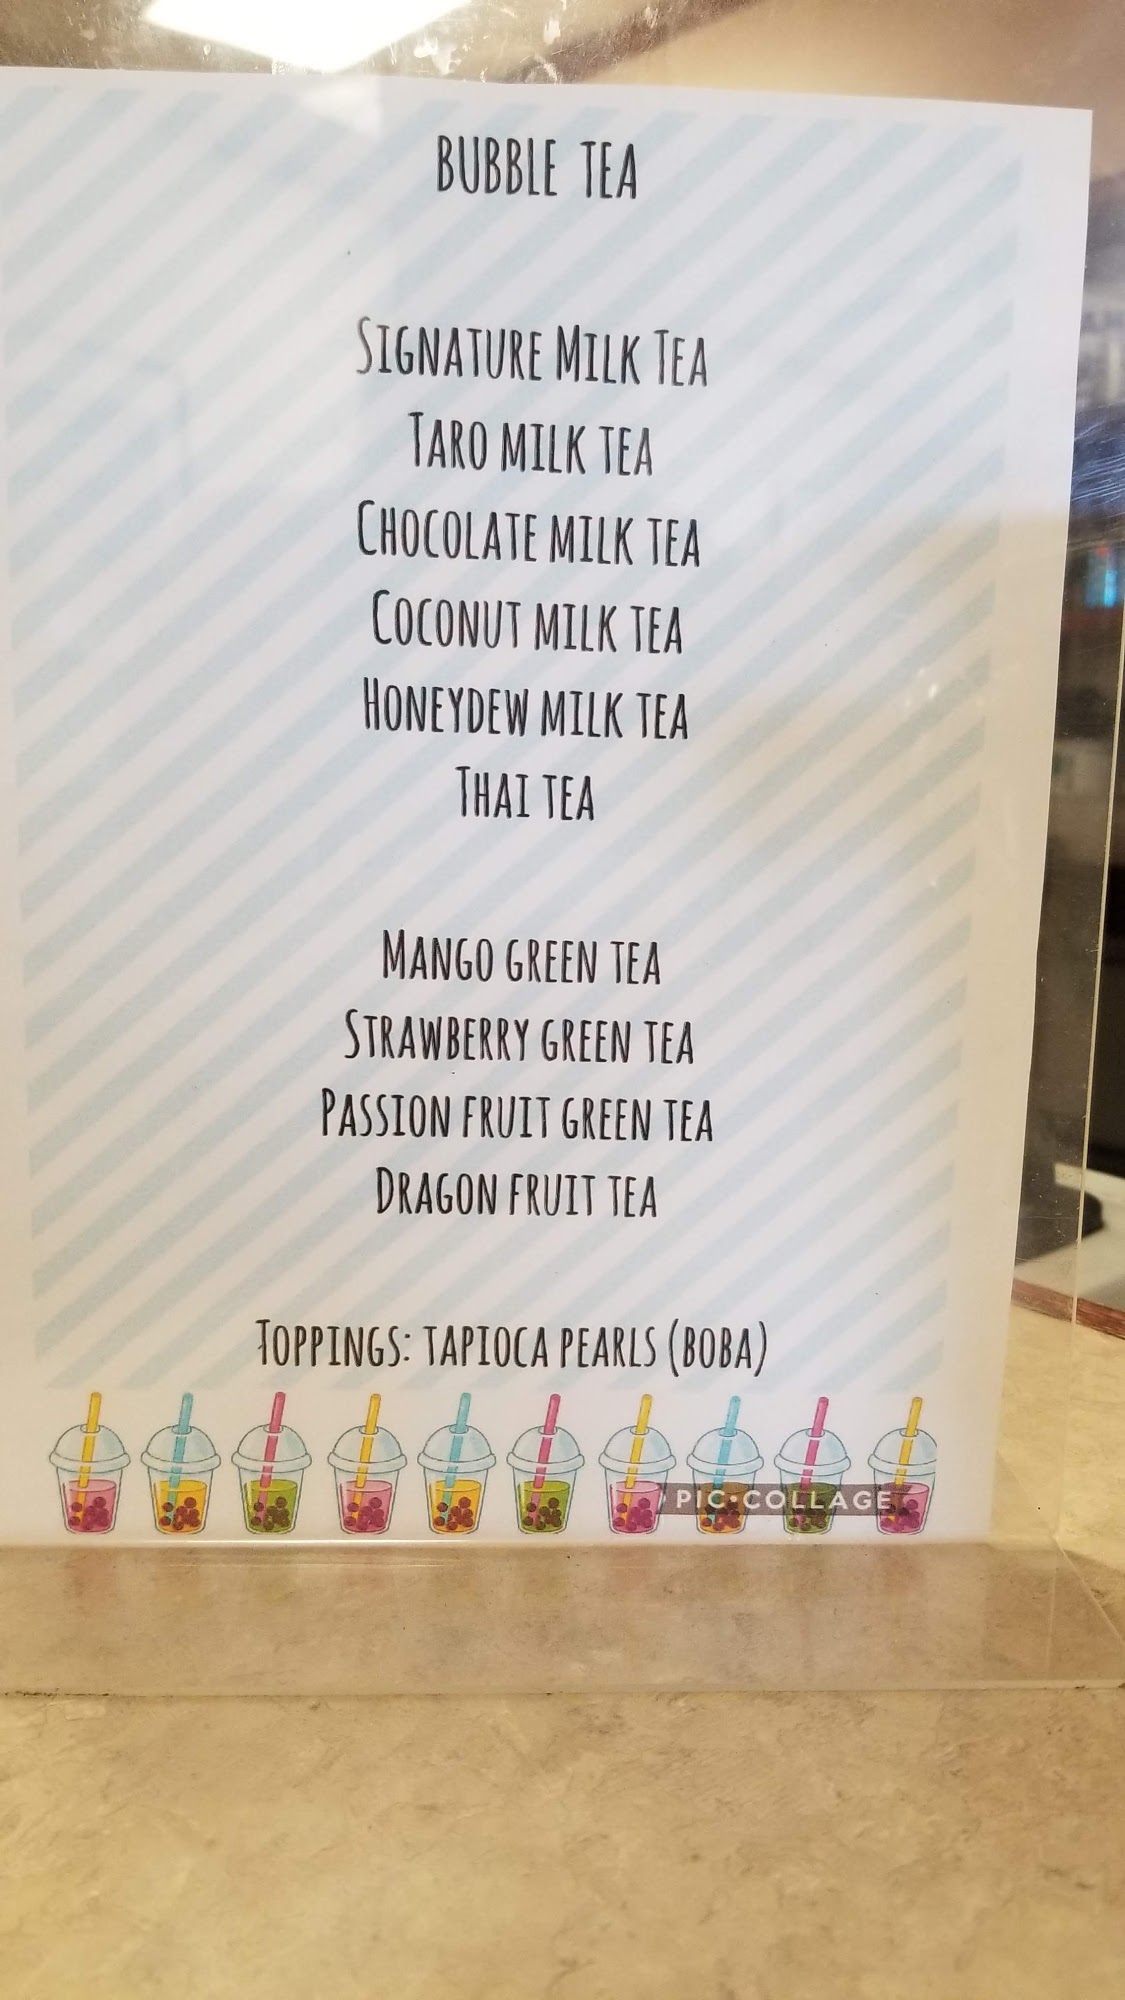 BUBBLE TEA
SIGNATURE MILK TEA
TARO MILK TEA
CHOCOLATE MILK TEA
COCONUT MILK TEA
HONEYDEW MILK TEA
THAI TEA
MANGO GREEN TEA
STRAWBERRY GREEN TEA
PASSION FRUIT GREEN TEA
DRAGON FRUIT TEA
TOPPINGS: TAPIOCA PEARLS (BOBA)
PIC•COLLAGE